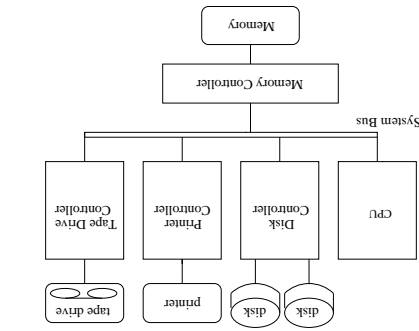 disk
disk
printer
tape drive
CPU
Disk
Controller
Printer
Controller
Tape Drive
Controller
System Bus
Memory Controller
Memory